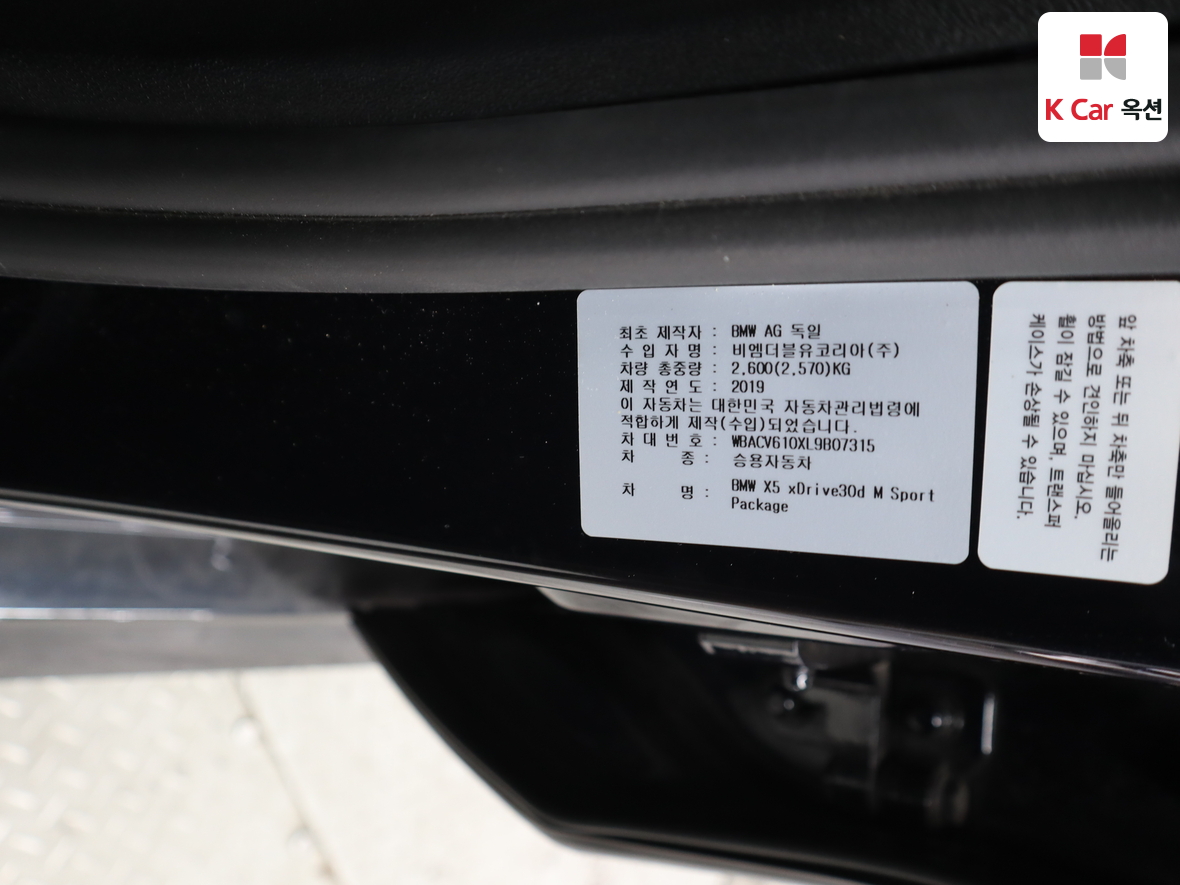 K Car 옥션
최초 제작자 : BMW AG 독일
수 입 자 명 : 비엠더블유코리아(주)
차량 총중량 : 2,600(2,570)KG
제 작 연 도 : 2019
이 자동차는 대한민국 자동차관리법령에
적합하게 제작(수입)되었습니다.
차 대 번 호 : WBACV610XL9B07315
차 종 : 승용자동차
차 명 : BMW X5 xDrive30d M Sport
Package
앞 차축 또는 뒤 차축만 들어올리는
방법으로 견인하지 마십시오.
휠이 잠길 수 있으며, 트랜스퍼
케이스가 손상될 수 있습니다.